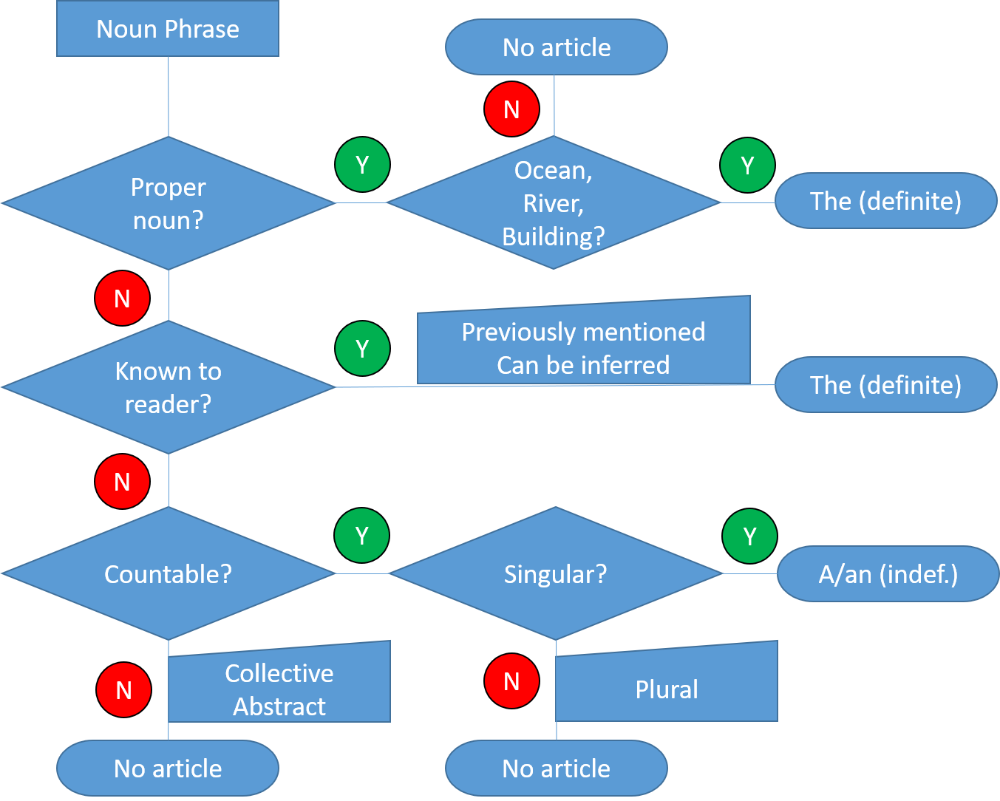 Noun Phrase
No article
N
Proper
noun?
Y
Ocean,
River,
Building?
Y
The (definite)
N
Known to
reader?
Y
Previously mentioned
Can be inferred
The (definite)
N
Countable?
Y
Singular?
Y
A/an (indef.)
N
Collective
Abstract
N
Plural
No article
No article